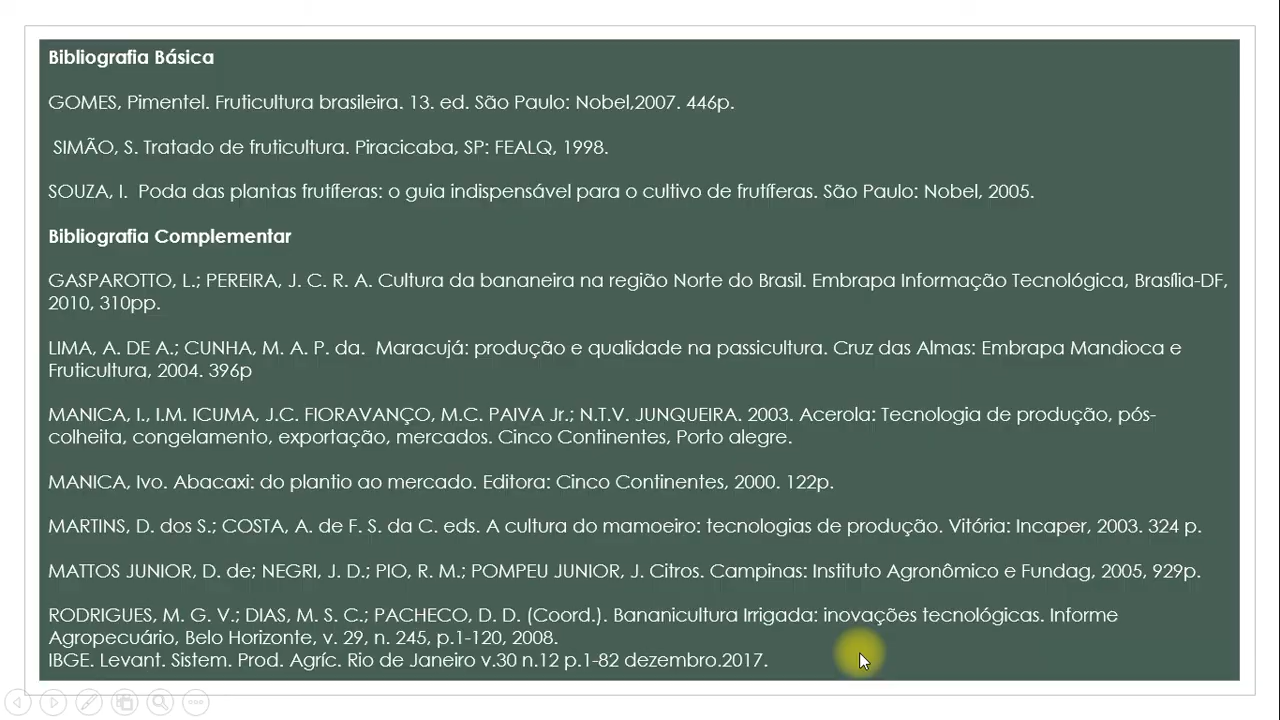 Bibliografia Básica
GOMES, Pimentel. Fruticultura brasileira. 13. ed. São Paulo: Nobel,2007. 446p.
SIMÃO, S. Tratado de fruticultura. Piracicaba, SP: FEALQ, 1998.
SOUZA, I. Poda das plantas frutíferas: o guia indispensável para o cultivo de frutíferas. São Paulo: Nobel, 2005.
Bibliografia Complementar
GASPAROTTO, L.; PEREIRA, J. C. R. A. Cultura da bananeira na região Norte do Brasil. Embrapa Informação Tecnológica, Brasília-DF,
2010, 310pp.
LIMA, A. DE A.; CUNHA, M. A. P. da. Maracujá: produção e qualidade na passicultura. Cruz das Almas: Embrapa Mandioca e
Fruticultura, 2004. 396p
MANICA, I., I.M. ICUMA, J.C. FIORAVANÇO, M.C. PAIVA Jr.; N.T.V. JUNQUEIRA. 2003. Acerola: Tecnologia de produção, pós-
colheita, congelamento, exportação, mercados. Cinco Continentes, Porto alegre.
MANICA, Ivo. Abacaxi: do plantio ao mercado. Editora: Cinco Continentes, 2000. 122p.
MARTINS, D. dos S.; COSTA, A. de F. S. da C. eds. A cultura do mamoeiro: tecnologias de produção. Vitória: Incaper, 2003. 324 p.
MATTOS JUNIOR, D. de; NEGRI, J. D.; PIO, R. M.; POMPEU JUNIOR, J. Citros. Campinas: Instituto Agronômico e Fundag, 2005, 929p.
RODRIGUES, M. G. V.; DIAS, M. S. C.; PACHECO, D. D. (Coord.). Bananicultura Irrigada: inovações tecnológicas. Informe
Agropecuário, Belo Horizonte, v. 29, n. 245, p.1-120, 2008.
IBGE. Levant. Sistem. Prod. Agríc. Rio de Janeiro v.30 n.12 p.1-82 dezembro.2017.